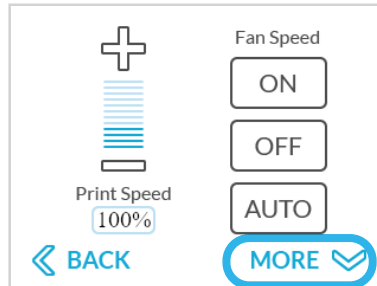 Fan Speed
ON
OFF
AUTO
Print Speed
100%
BACK
MORE